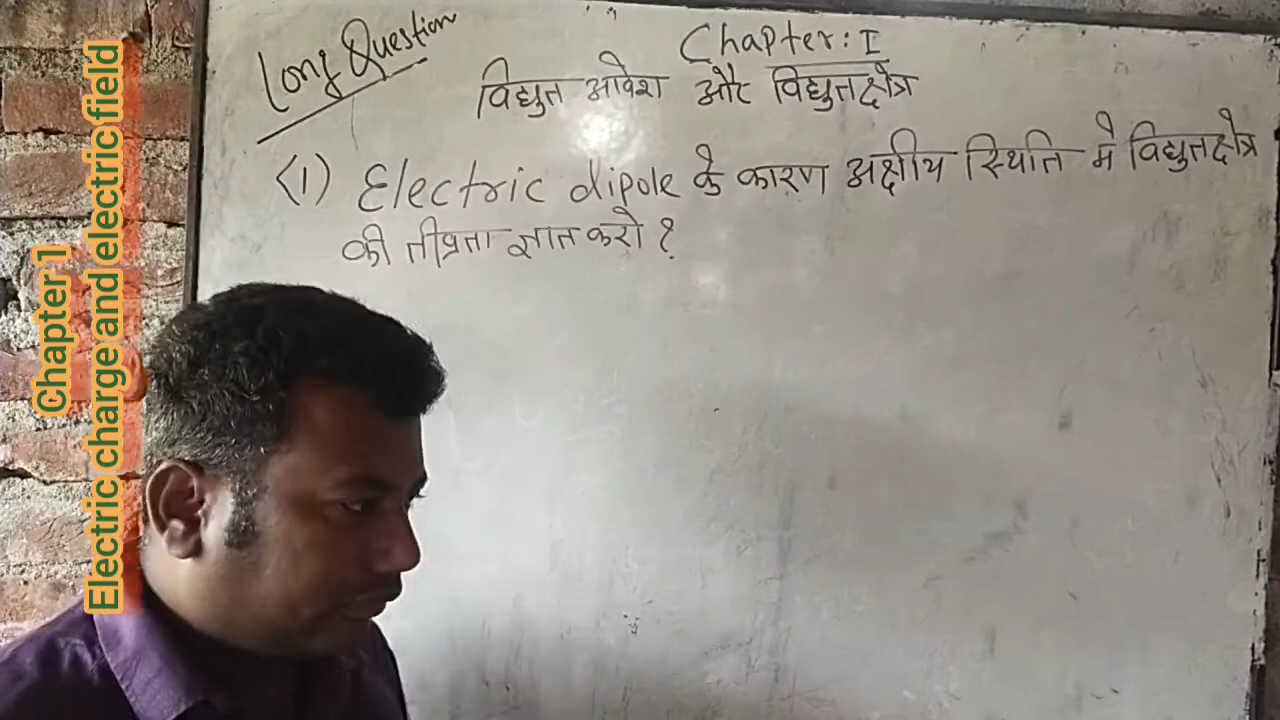 Long Question
Chapter: I
विद्युत आवेश और विद्युतक्षेत्र
(1) Electric dipole के कारण अक्षीय स्थिति मे विद्युतक्षेत्र
की तीव्रता ज्ञात करो ?
Chapter 1
Electric charge and electric field